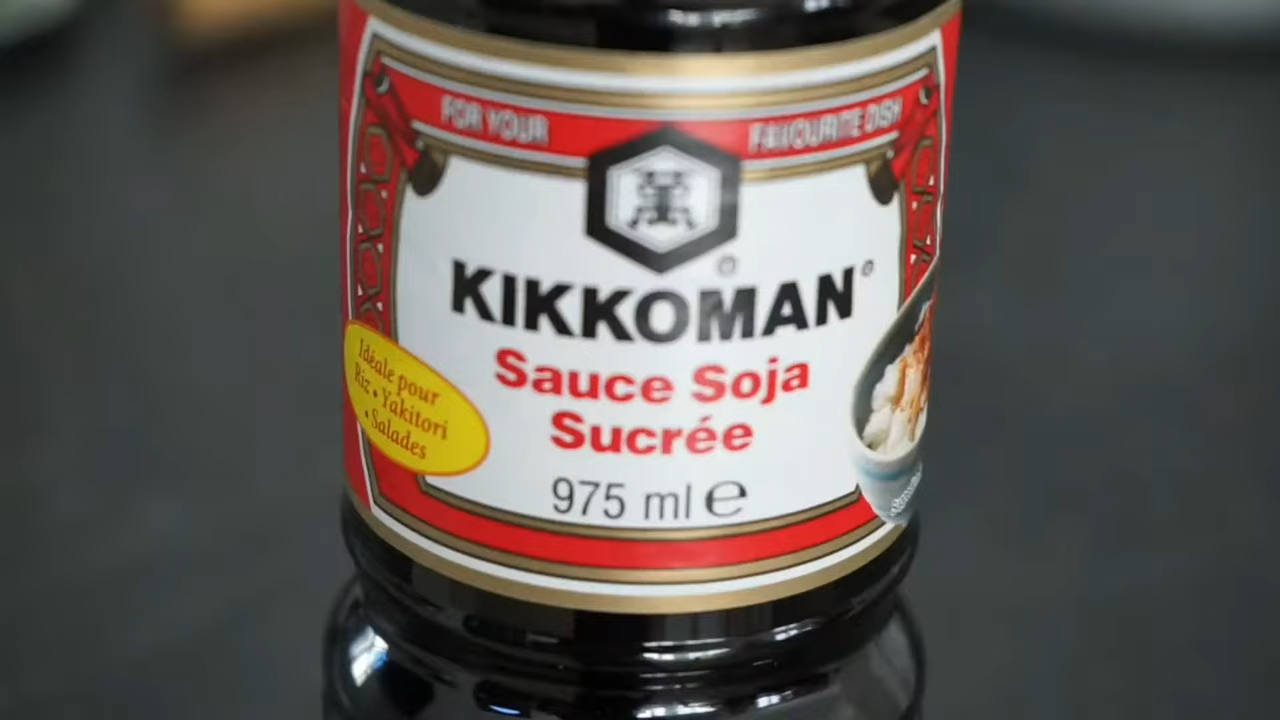 FOR YOUR FAVOURITE DISH
KIKKOMAN
Sauce Soja
Sucrée
Idéale pour
Riz • Yakitori
• Salades
975 ml e